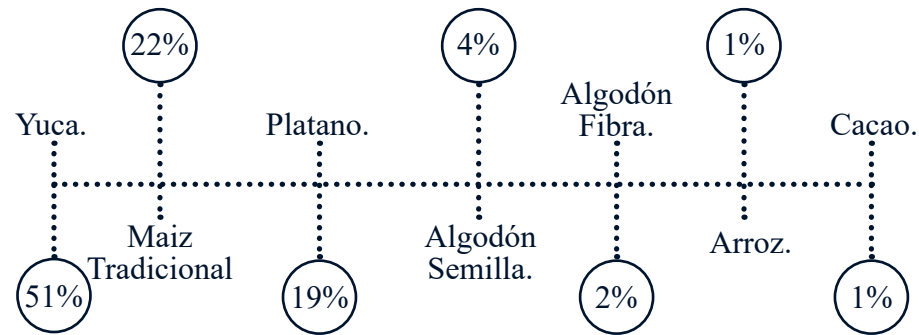 22%
4%
1%
Algodón
Fibra.
Yuca.
Platano.
Cacao.
Maiz
Tradicional
Algodón
Semilla.
Arroz.
51%
19%
2%
1%